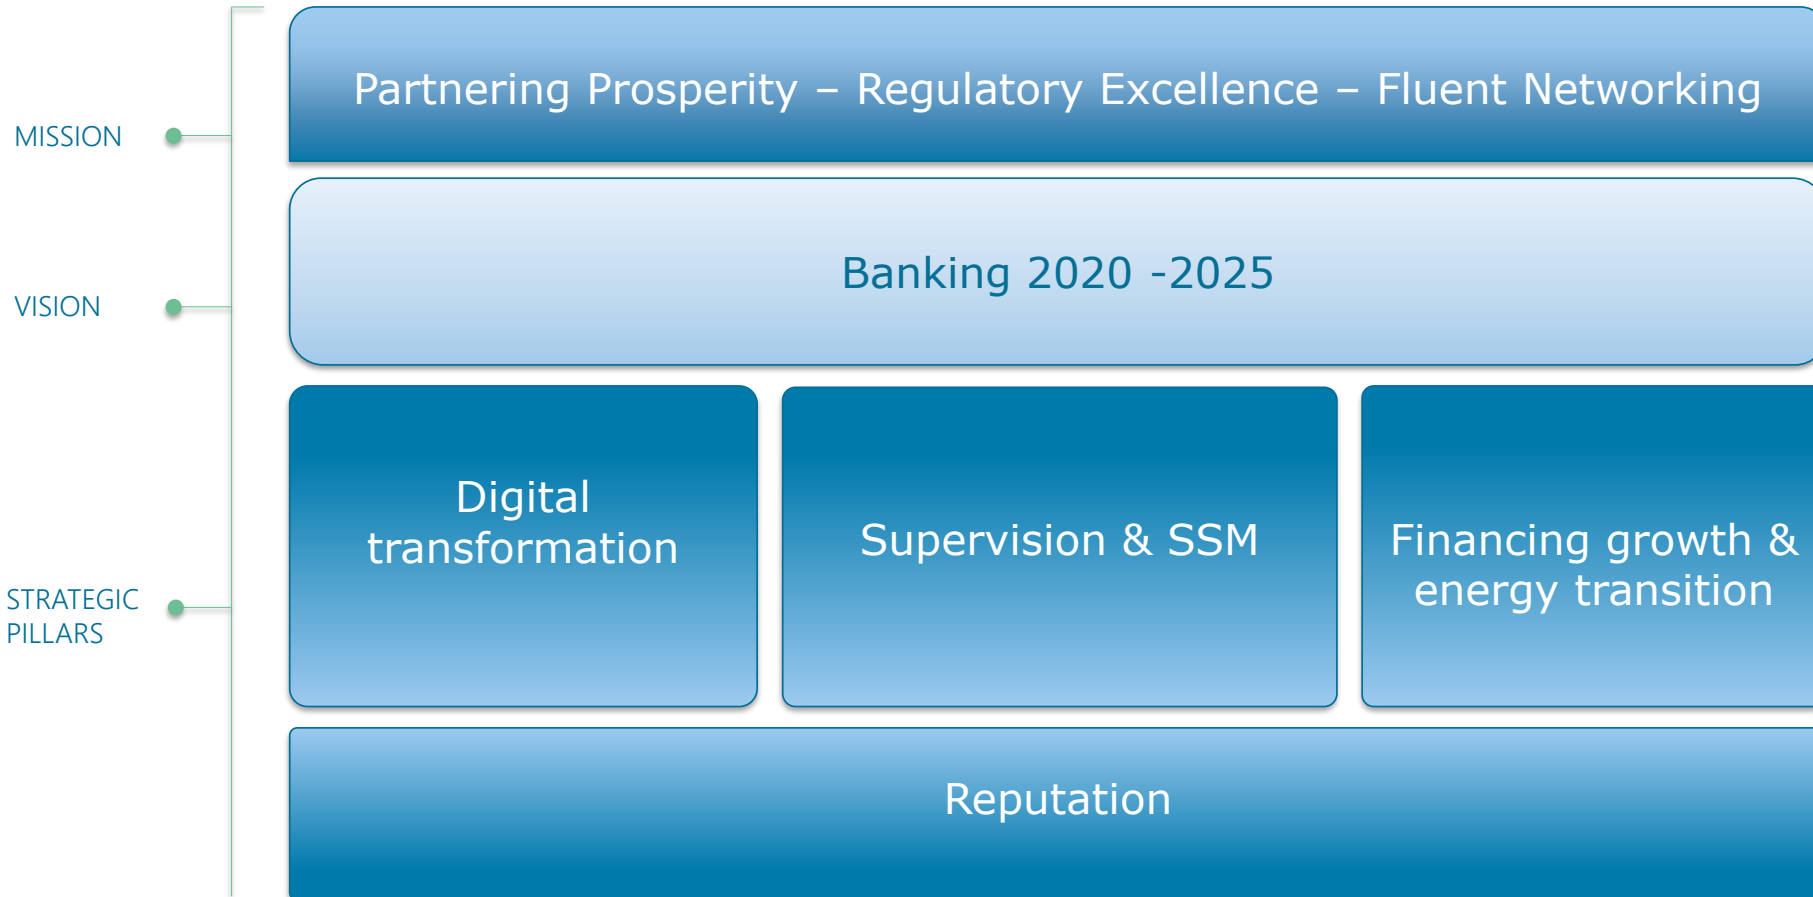 MISSION
Partnering Prosperity – Regulatory Excellence – Fluent Networking
VISION
Banking 2020 -2025
STRATEGIC
PILLARS
Digital
transformation
Supervision & SSM
Financing growth &
energy transition
Reputation